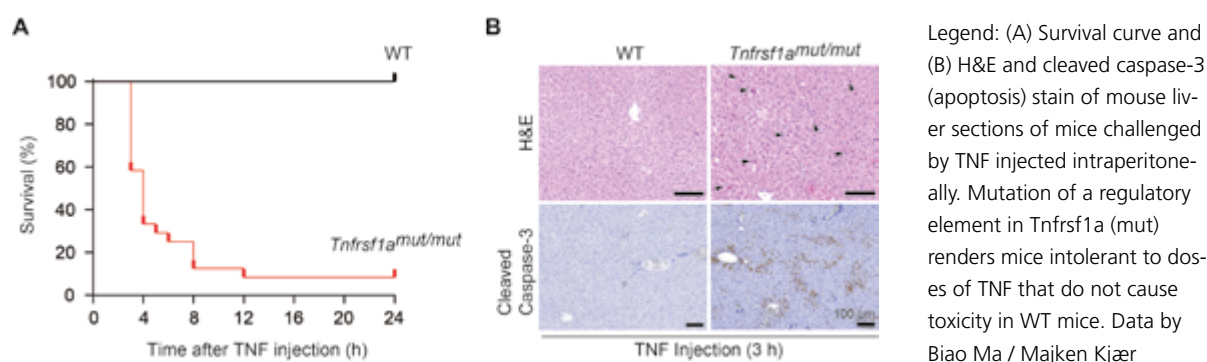 A
WT
100
80
60
40
20
0
Survival (%)
Tnfrsf1a^mut/mut
0 4 8 12 16 20 24
Time after TNF injection (h)
B
WT Tnfrsf1a^mut/mut
H&E
Cleaved
Caspase-3
100 µm
TNF Injection (3 h)
Legend: (A) Survival curve and
(B) H&E and cleaved caspase-3
(apoptosis) stain of mouse liv-
er sections of mice challenged
by TNF injected intraperitone-
ally. Mutation of a regulatory
element in Tnfrsf1a (mut)
renders mice intolerant to dos-
es of TNF that do not cause
toxicity in WT mice. Data by
Biao Ma / Maiken Kjær